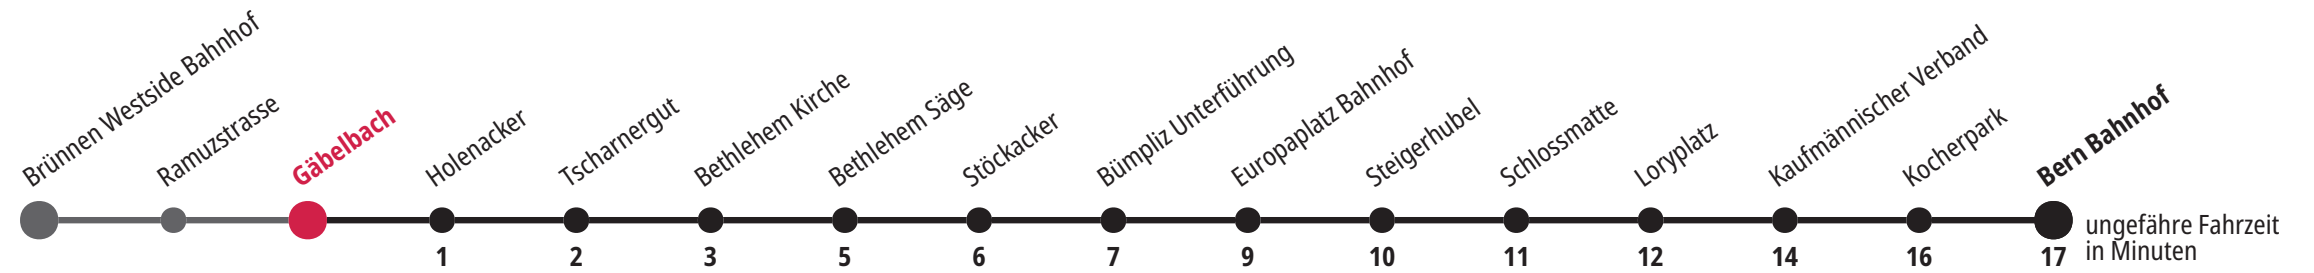 Brünnen Westside Bahnhof
Ramuzstrasse
Gäbelbach
Holenacker
Tscharnergut
Bethlehem Kirche
Bethlehem Säge
Stöckacker
Bümpliz Unterführung
Europaplatz Bahnhof
Steigerhubel
Schlossmatte
Loryplatz
Kaufmännischer Verband
Kocherpark
Bern Bahnhof
1 2 3 5 6 7 9 10 11 12 14 16 17
ungefähre Fahrzeit
in Minuten